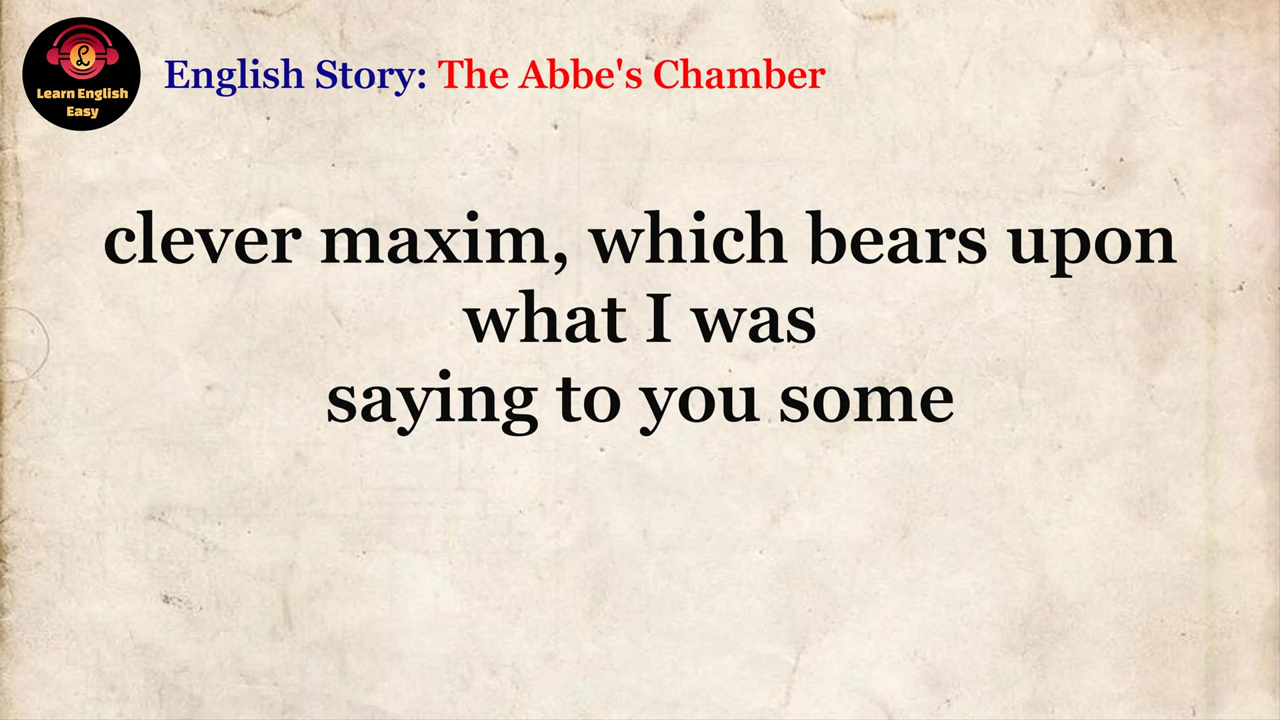 Learn English
Easy
English Story: The Abbe's Chamber
clever maxim, which bears upon
what I was
saying to you some